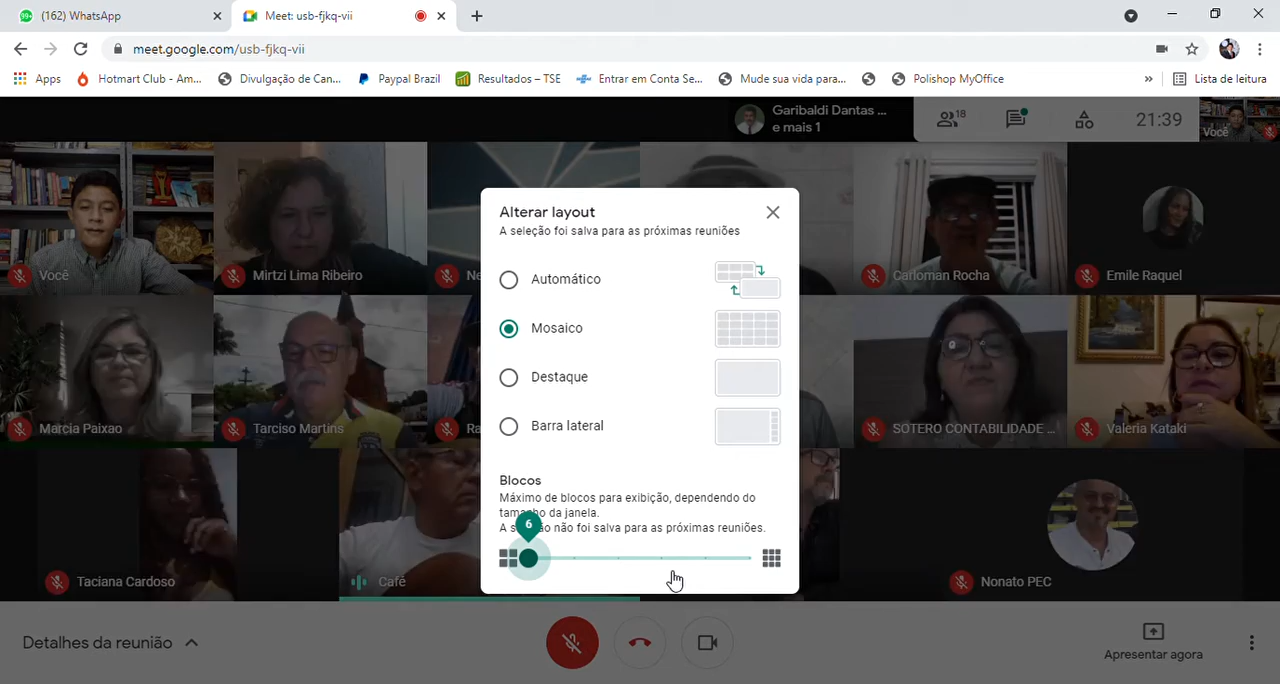 99+
(162) WhatsApp
Meet: usb-fjkq-vii
meet.google.com/usb-fjkq-vii
Apps
Hotmart Club - Am...
Divulgação de Can...
Paypal Brazil
Resultados – TSE
Entrar em Conta Se...
Mude sua vida para...
Polishop MyOffice
»
Lista de leitura
Garibaldi Dantas ...
e mais 1
18
21:39
Você
Você
Mirtzi Lima Ribeiro
Ne
Carloman Rocha
Emile Raquel
Marcia Paixao
Tarciso Martins
Ra
SOTERO CONTABILIDADE ...
Valeria Kataki
Taciana Cardoso
Café
Nonato PEC
Alterar layout
A seleção foi salva para as próximas reuniões
Automático
Mosaico
Destaque
Barra lateral
Blocos
Máximo de blocos para exibição, dependendo do
tamanho da janela.
A seleção não foi salva para as próximas reuniões.
6
Detalhes da reunião
Apresentar agora